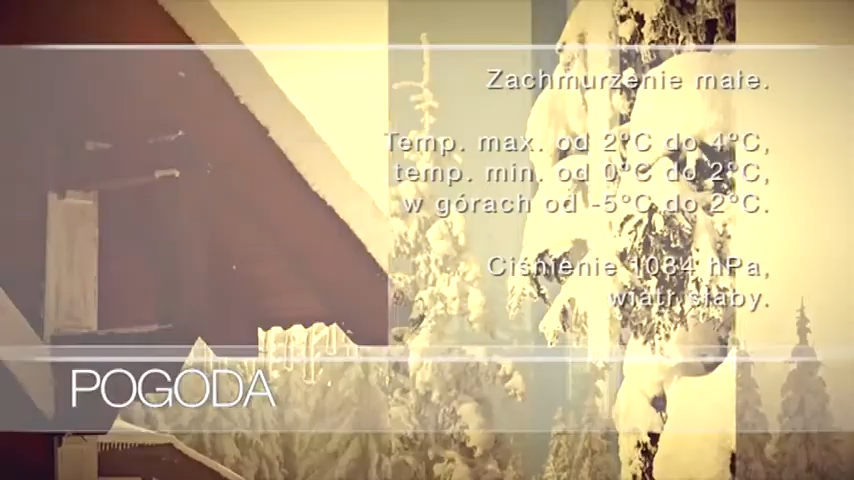 Zachmurzenie małe.
Temp. max. od 2°C do 4°C,
temp. min. od 0°C do 2°C,
w górach od -5°C do 2°C.
Ciśnienie 1034 hPa,
wiatr słaby.
POGODA